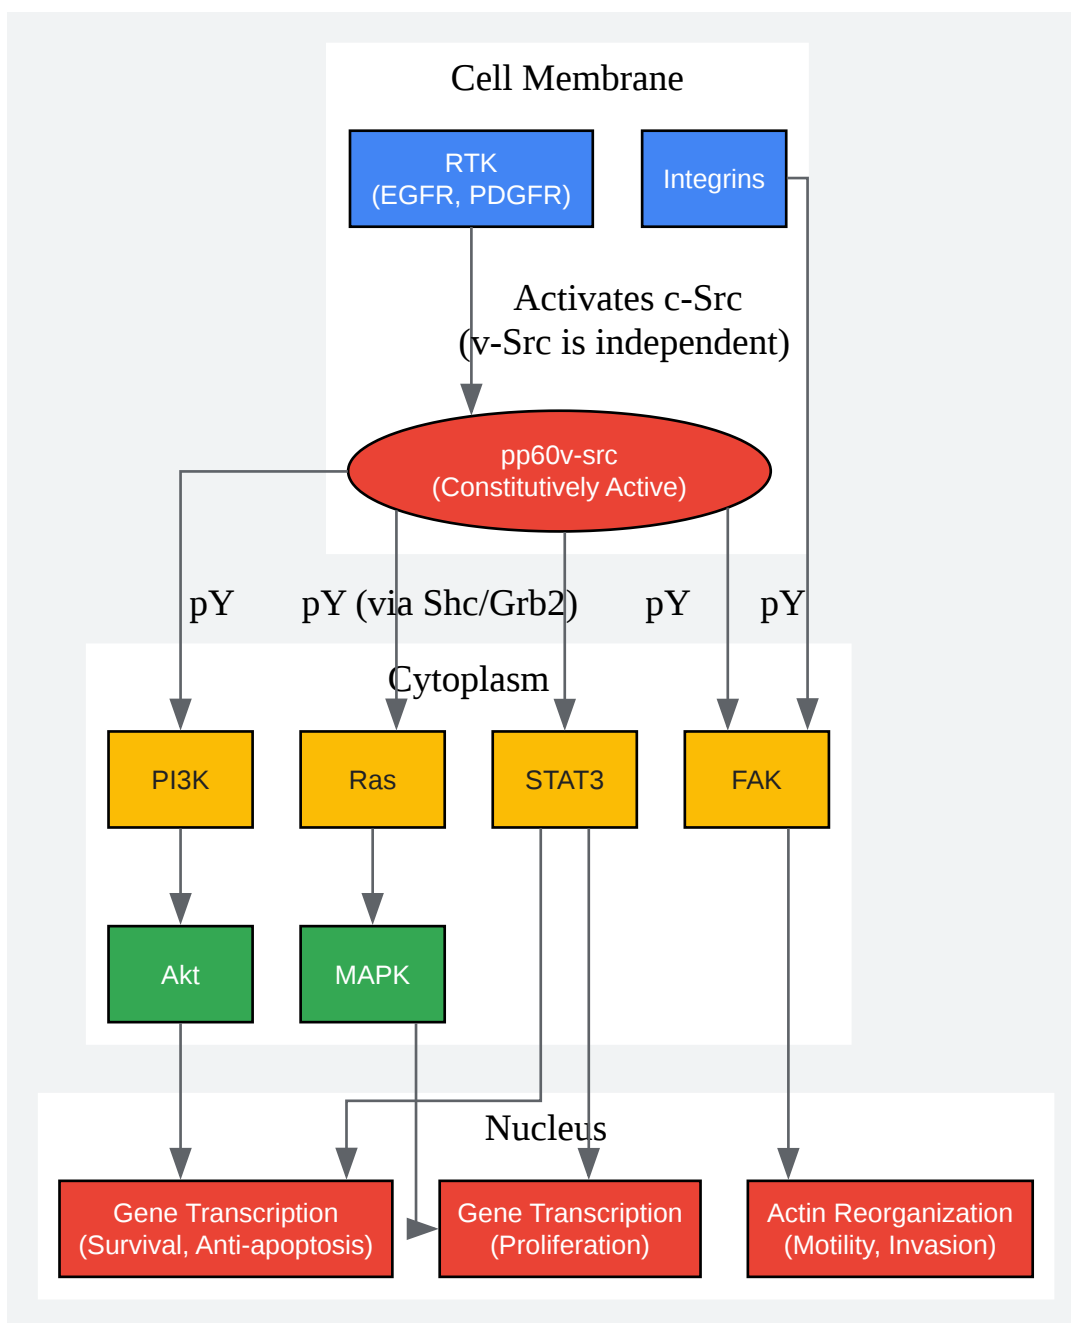 Cell Membrane
RTK
(EGFR, PDGFR)
Integrins
Activates c-Src
(v-Src is independent)
pp60v-src
(Constitutively Active)
pY
pY (via Shc/Grb2)
pY
pY
Cytoplasm
PI3K
Ras
STAT3
FAK
Akt
MAPK
Nucleus
Gene Transcription
(Survival, Anti-apoptosis)
Gene Transcription
(Proliferation)
Actin Reorganization
(Motility, Invasion)